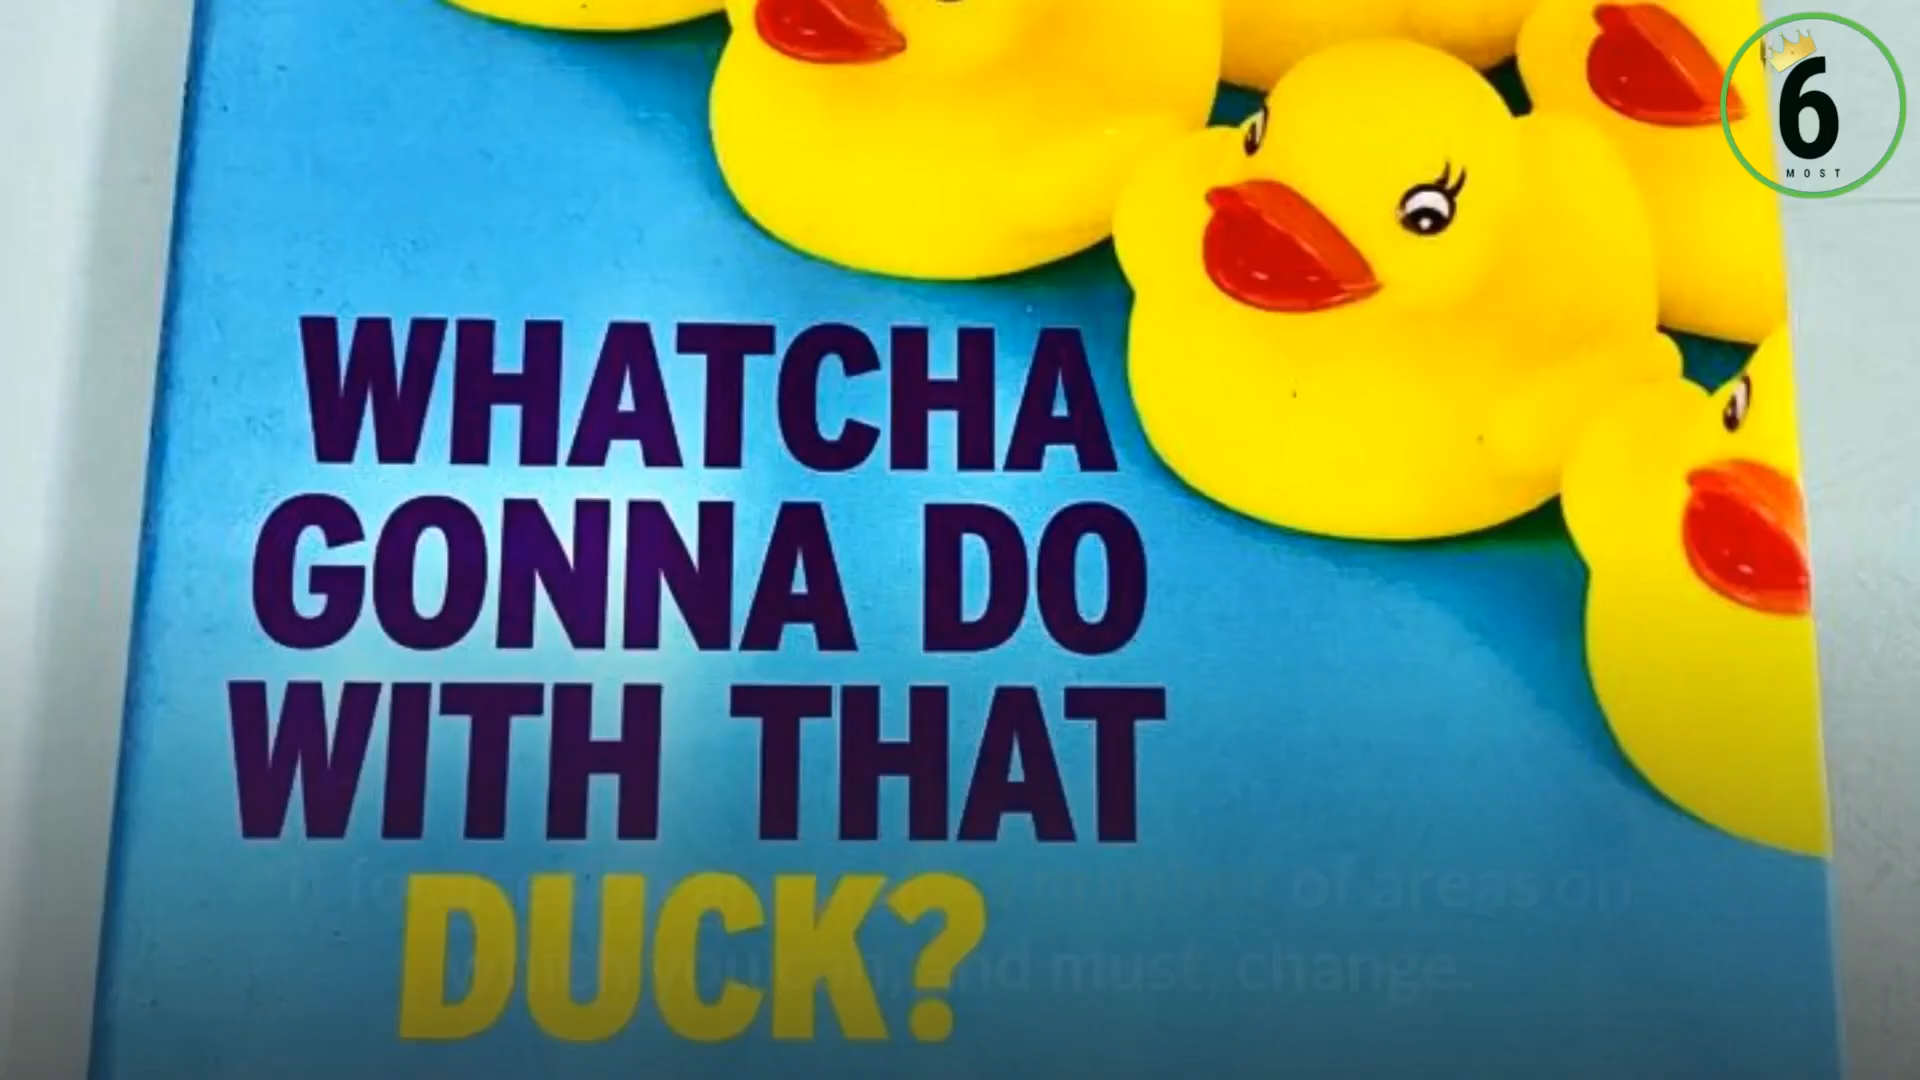 6
MOST
WHATCHA
GONNA DO
WITH THAT
DUCK?
of areas on
and must, change.